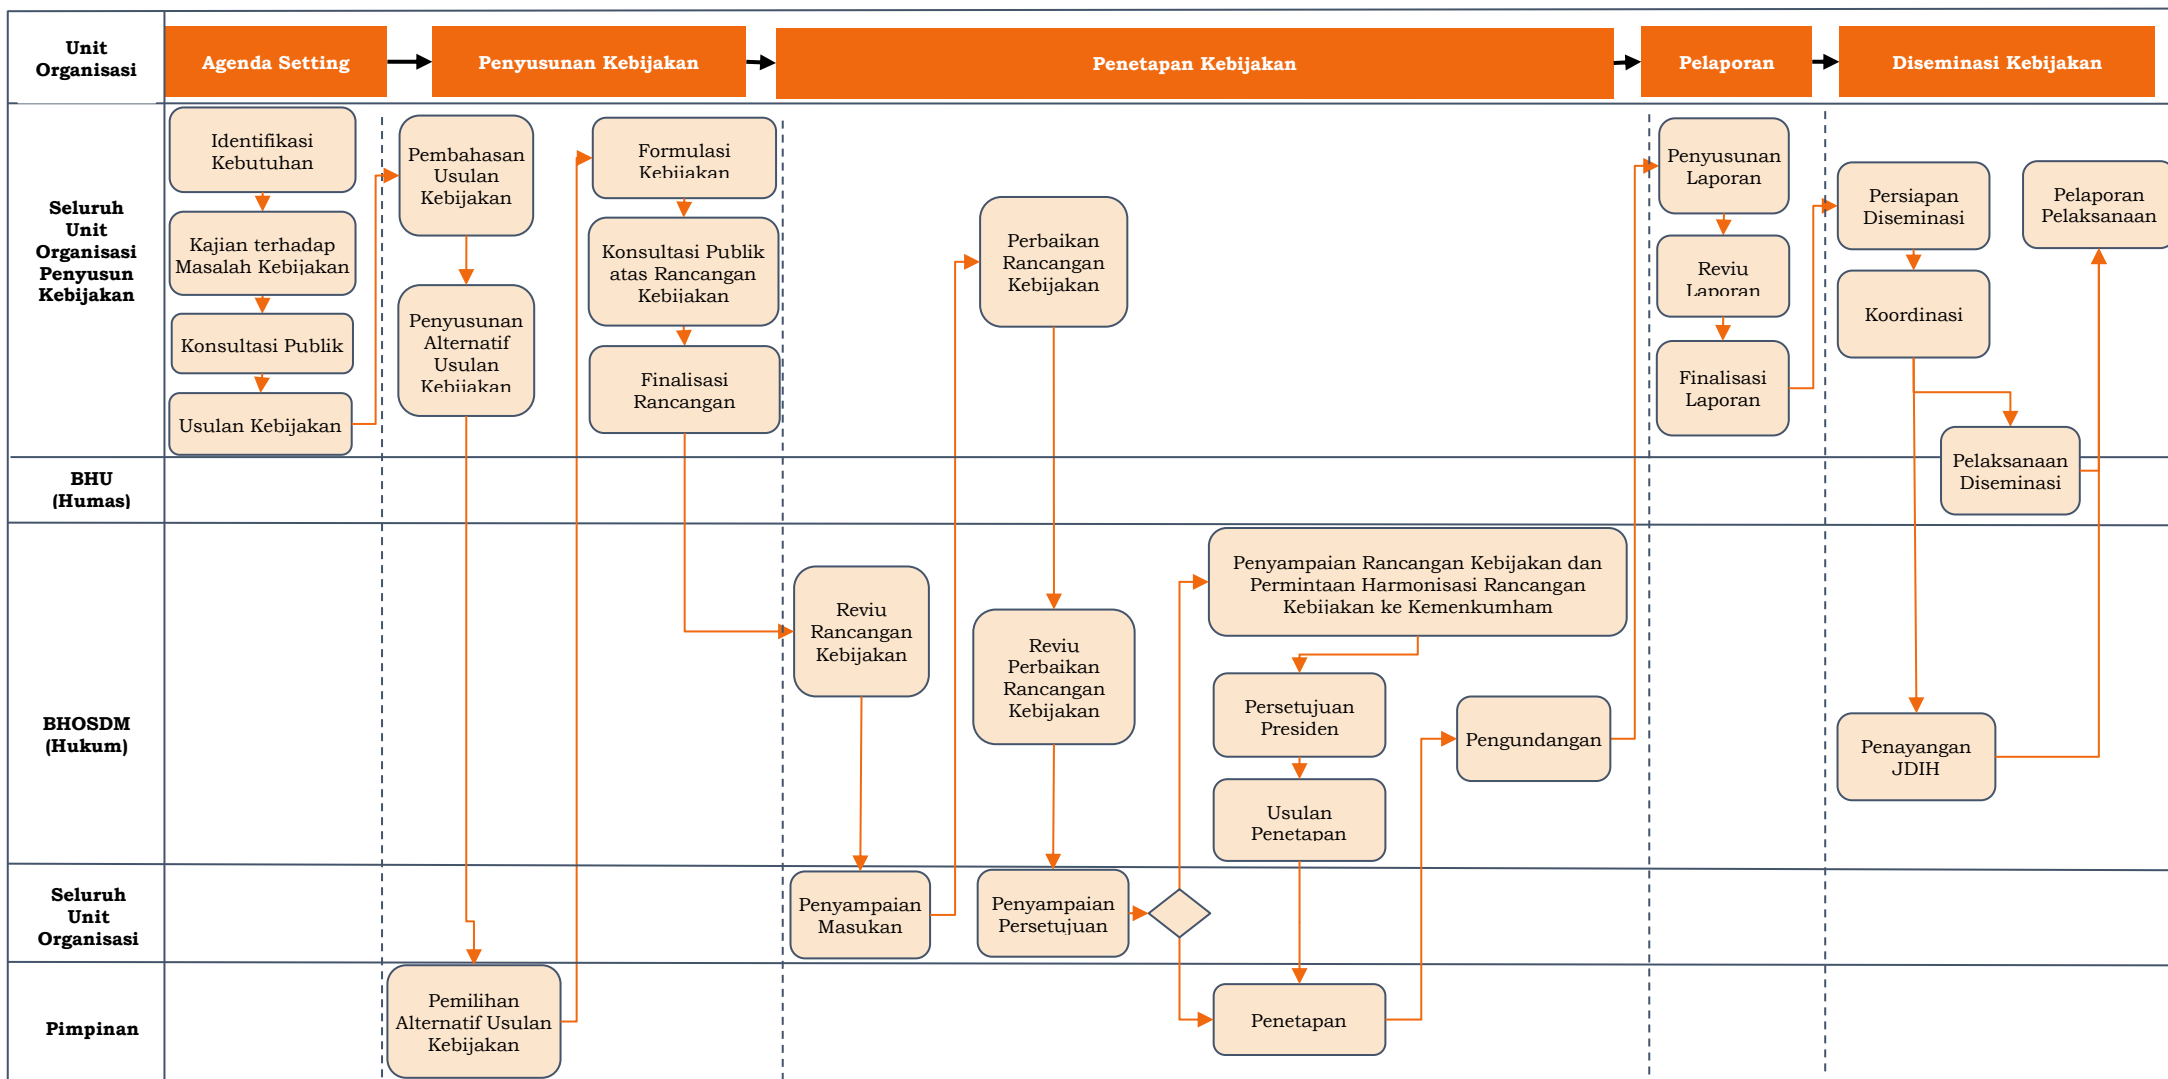 Unit
Organisasi
Agenda Setting
Penyusunan Kebijakan
Penetapan Kebijakan
Pelaporan
Diseminasi Kebijakan
Seluruh
Unit
Organisasi
Penyusun
Kebijakan
Identifikasi
Kebutuhan
Kajian terhadap
Masalah Kebijakan
Konsultasi Publik
Usulan Kebijakan
Pembahasan
Usulan
Kebijakan
Penyusunan
Alternatif
Usulan
Kebijakan
Formulasi
Kebijakan
Konsultasi Publik
atas Rancangan
Kebijakan
Finalisasi
Rancangan
Perbaikan
Rancangan
Kebijakan
Penyusunan
Laporan
Reviu
Laporan
Finalisasi
Laporan
Persiapan
Diseminasi
Koordinasi
Pelaporan
Pelaksanaan
BHU
(Humas)
Pelaksanaan
Diseminasi
BHOSDM
(Hukum)
Reviu
Rancangan
Kebijakan
Reviu
Perbaikan
Rancangan
Kebijakan
Penyampaian Rancangan Kebijakan dan
Permintaan Harmonisasi Rancangan
Kebijakan ke Kemenkumham
Persetujuan
Presiden
Usulan
Penetapan
Pengundangan
Penayangan
JDIH
Seluruh
Unit
Organisasi
Penyampaian
Masukan
Penyampaian
Persetujuan
Pimpinan
Pemilihan
Alternatif Usulan
Kebijakan
Penetapan